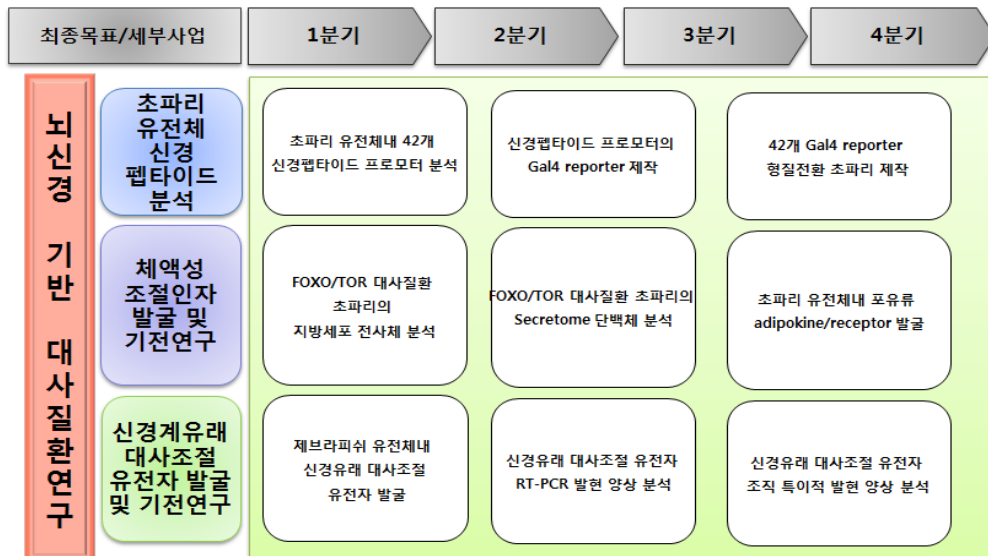 최종목표/세부사업
1분기
2분기
3분기
4분기
뇌신경 기반 대사질환연구
초파리
유전체
신경
펩타이드
분석
초파리 유전체내 42개
신경펩타이드 프로모터 분석
신경펩타이드 프로모터의
Gal4 reporter 제작
42개 Gal4 reporter
형질전환 초파리 제작
체액성
조절인자
발굴 및
기전연구
FOXO/TOR 대사질환
초파리의
지방세포 전사체 분석
FOXO/TOR 대사질환 초파리의
Secretome 단백체 분석
초파리 유전체내 포유류
adipokine/receptor 발굴
신경계유래
대사조절
유전자 발굴
및 기전연구
제브라피쉬 유전체내
신경유래 대사조절
유전자 발굴
신경유래 대사조절 유전자
RT-PCR 발현 양상 분석
신경유래 대사조절 유전자
조직 특이적 발현 양상 분석